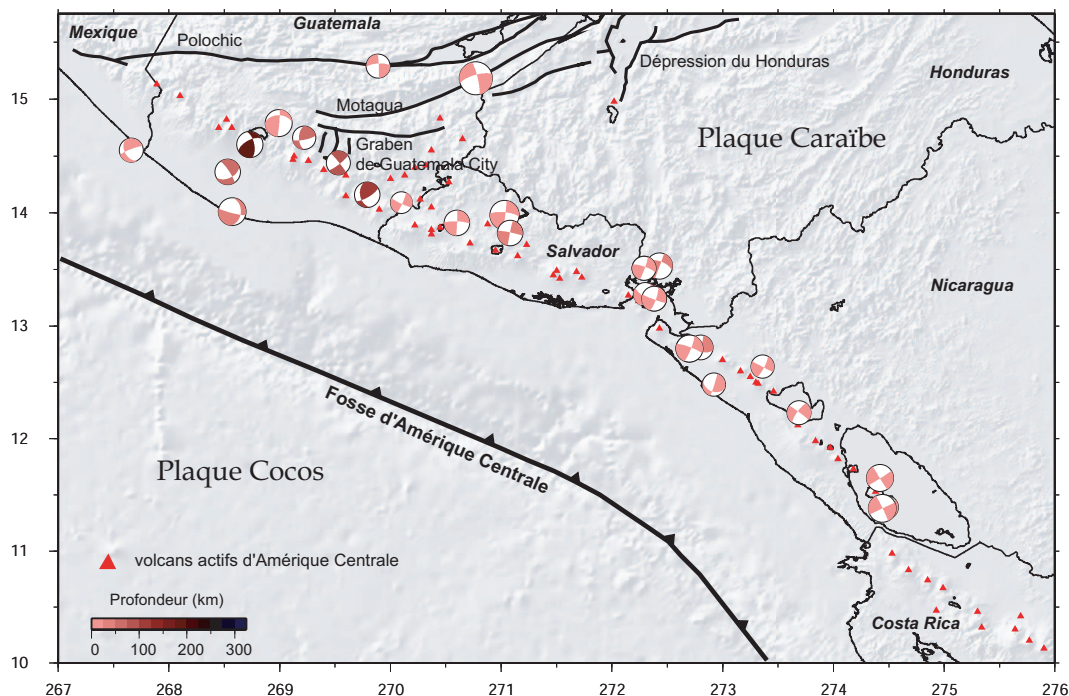 Mexique
Guatemala
Polochic
Dépression du Honduras
Honduras
Motagua
Plaque Caraïbe
Graben
de Guatemala City
Salvador
Nicaragua
Fosse d'Amérique Centrale
Plaque Cocos
volcans actifs d'Amérique Centrale
Profondeur (km)
0 100 200 300
Costa Rica
15
14
13
12
11
10
267 268 269 270 271 272 273 274 275 276